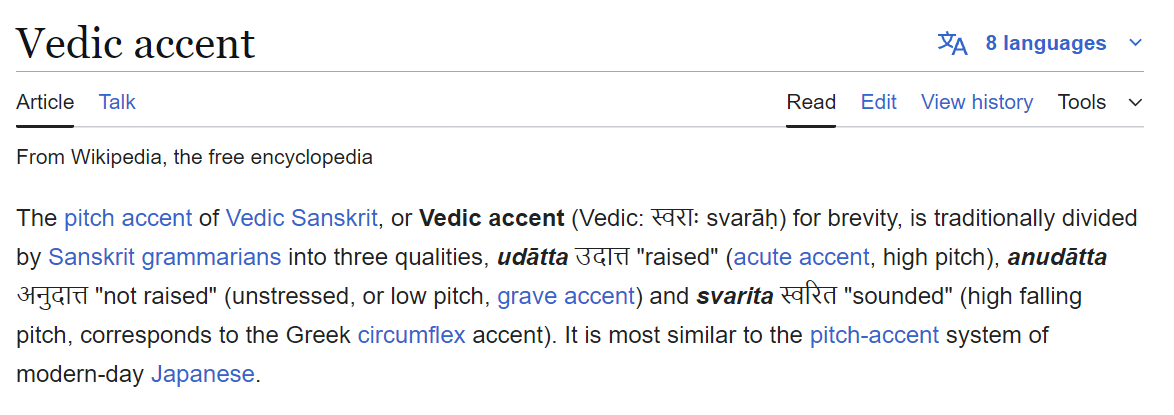 Vedic accent
8 languages
Article Talk Read Edit View history Tools
From Wikipedia, the free encyclopedia
The pitch accent of Vedic Sanskrit, or Vedic accent (Vedic: स्वराः svarāḥ) for brevity, is traditionally divided
by Sanskrit grammarians into three qualities, udātta उदात्त "raised" (acute accent, high pitch), anudātta
अनुदात्त "not raised" (unstressed, or low pitch, grave accent) and svarita स्वरित "sounded" (high falling
pitch, corresponds to the Greek circumflex accent). It is most similar to the pitch-accent system of
modern-day Japanese.